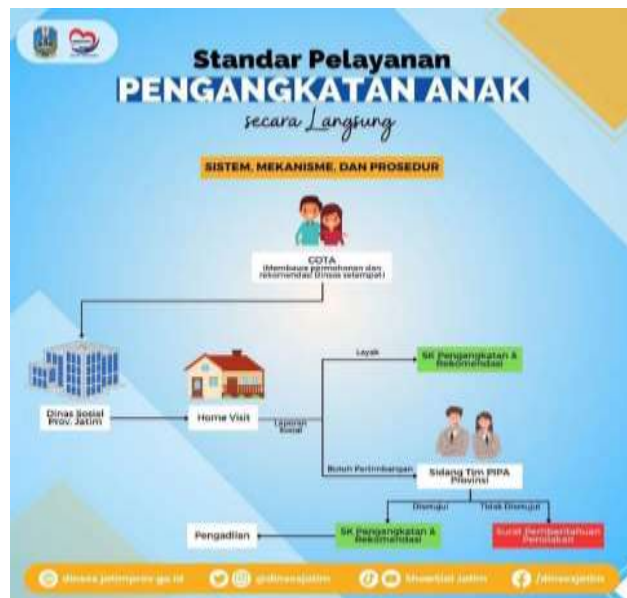 Standar Pelayanan
PENGANGKATAN ANAK
secara Langsung
SISTEM, MEKANISME, DAN PROSEDUR
COTA
(Membawa permohonan dan
rekomendasi Dinsos setempat)
Dinas Sosial
Prov. Jatim
Home Visit
Laporan
Sosial
Layak
SK Pengangkatan &
Rekomendasi
Butuh Pertimbangan
Sidang Tim PIPA
Provinsi
Disetujui
Tidak Disetujui
Pengadilan
SK Pengangkatan &
Rekomendasi
Surat Pemberitahuan
Penolakan
dinsos.jatimprov.go.id
@dinsosjatim
/dinsosjatim